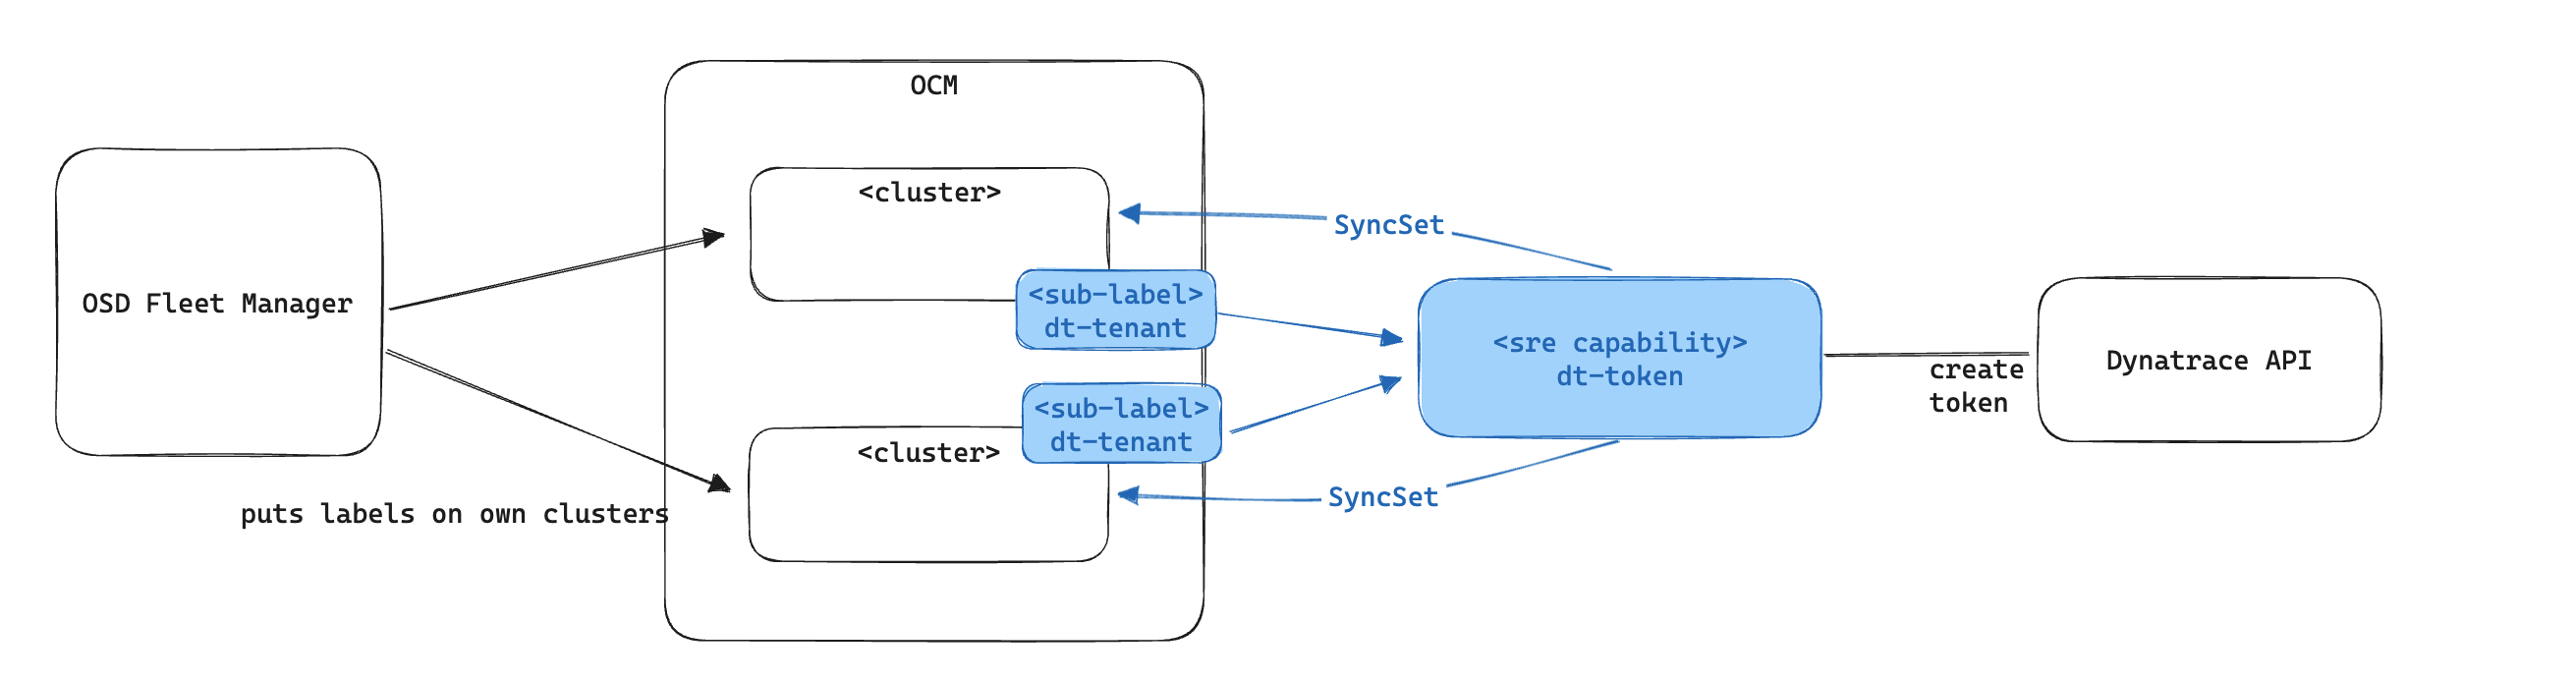 OCM
<cluster>
SyncSet
OSD Fleet Manager
<sub-label>
dt-tenant
<sre capability>
dt-token
create
token
Dynatrace API
<sub-label>
dt-tenant
<cluster>
SyncSet
puts labels on own clusters